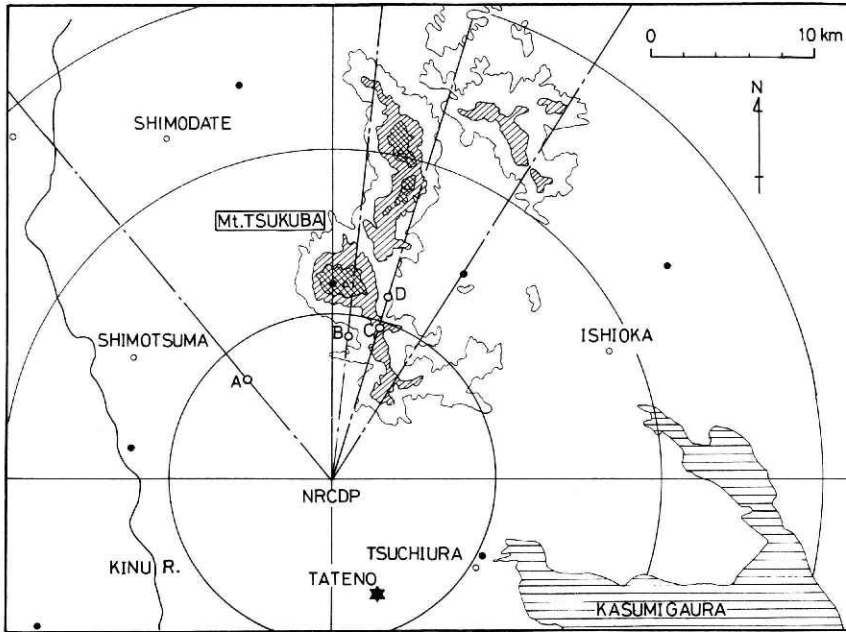 0 10 km
N
SHIMODATE
Mt.TSUKUBA
D
B C
SHIMOTSUMA
ISHIOKA
A
NRCDP
TSUCHIURA
KINU R.
TATENO
KASUMIGAURA